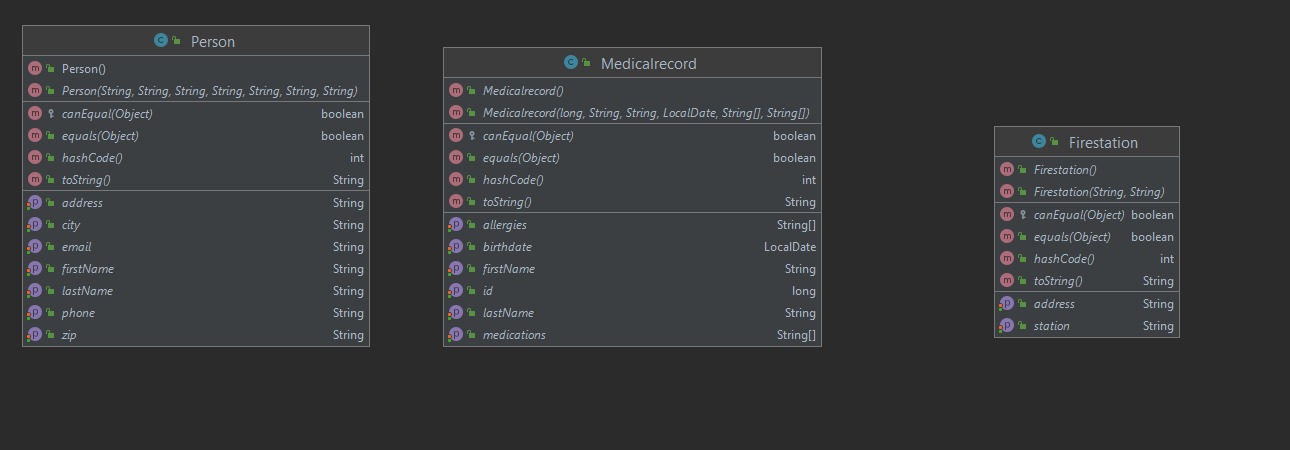 Person
Person()
Person(String, String, String, String, String, String, String)
canEqual(Object) boolean
equals(Object) boolean
hashCode() int
toString() String
address String
city String
email String
firstName String
lastName String
phone String
zip String
Medicalrecord
Medicalrecord()
Medicalrecord(long, String, String, LocalDate, String[], String[])
canEqual(Object) boolean
equals(Object) boolean
hashCode() int
toString() String
allergies String[]
birthdate LocalDate
firstName String
id long
lastName String
medications String[]
Firestation
Firestation()
Firestation(String, String)
canEqual(Object) boolean
equals(Object) boolean
hashCode() int
toString() String
address String
station String